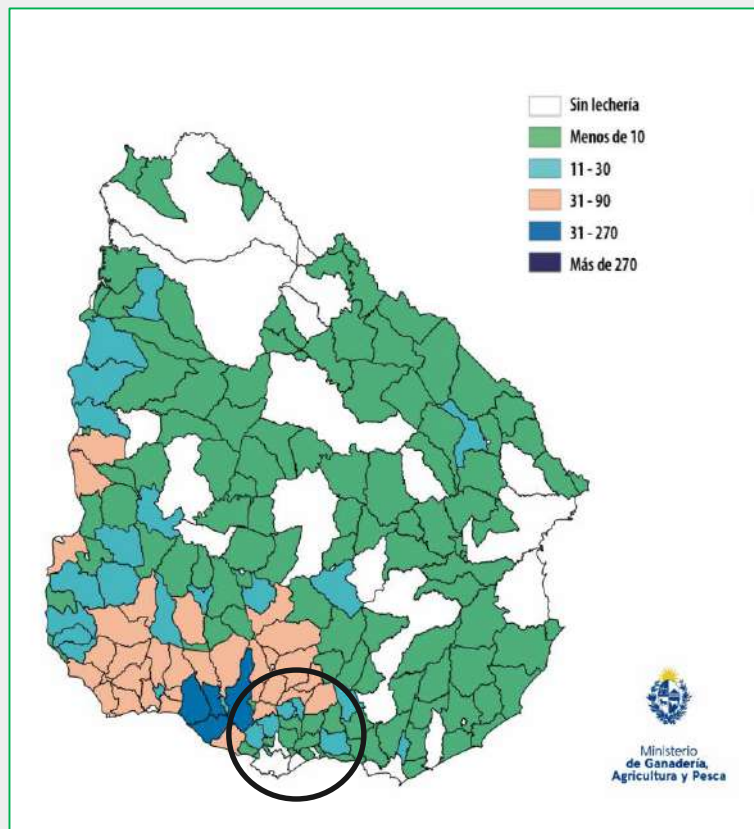 Sin lechería
Menos de 10
11 - 30
31 - 90
31 - 270
Más de 270
Ministerio
de Ganadería,
Agricultura y Pesca